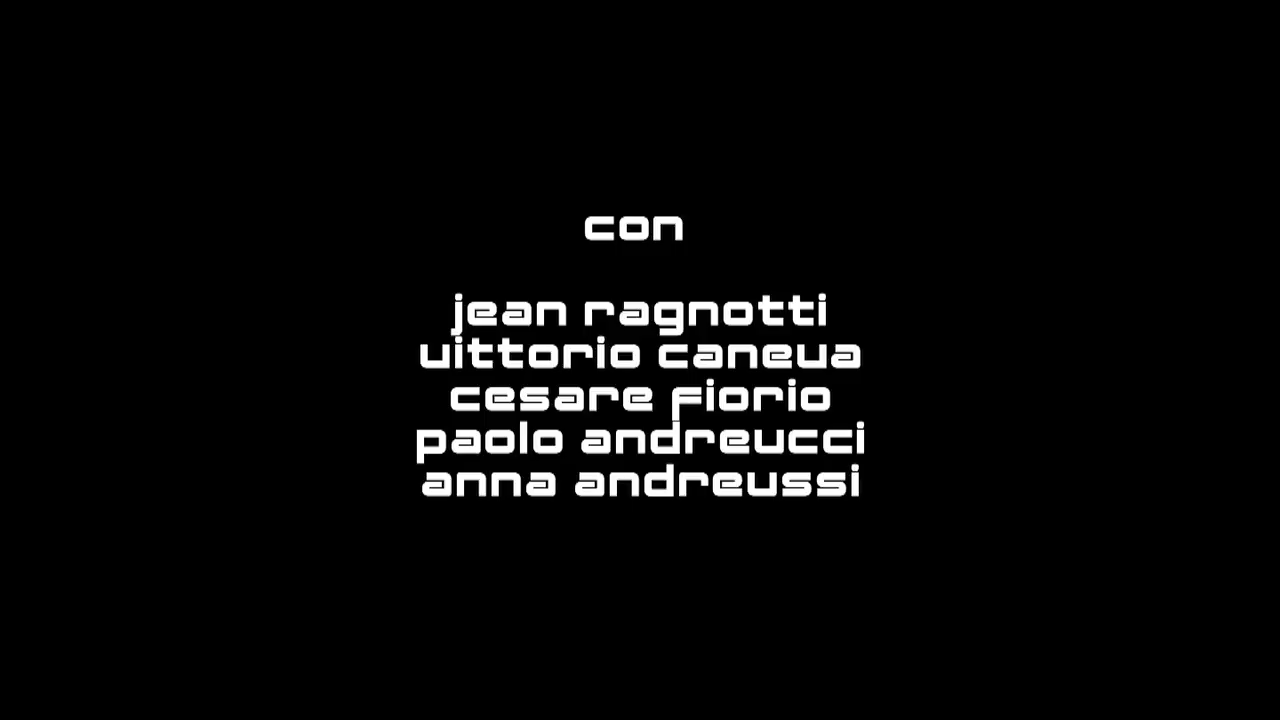 con
jean ragnotti
vittorio caneva
cesare fiorio
paolo andreucci
anna andreussi